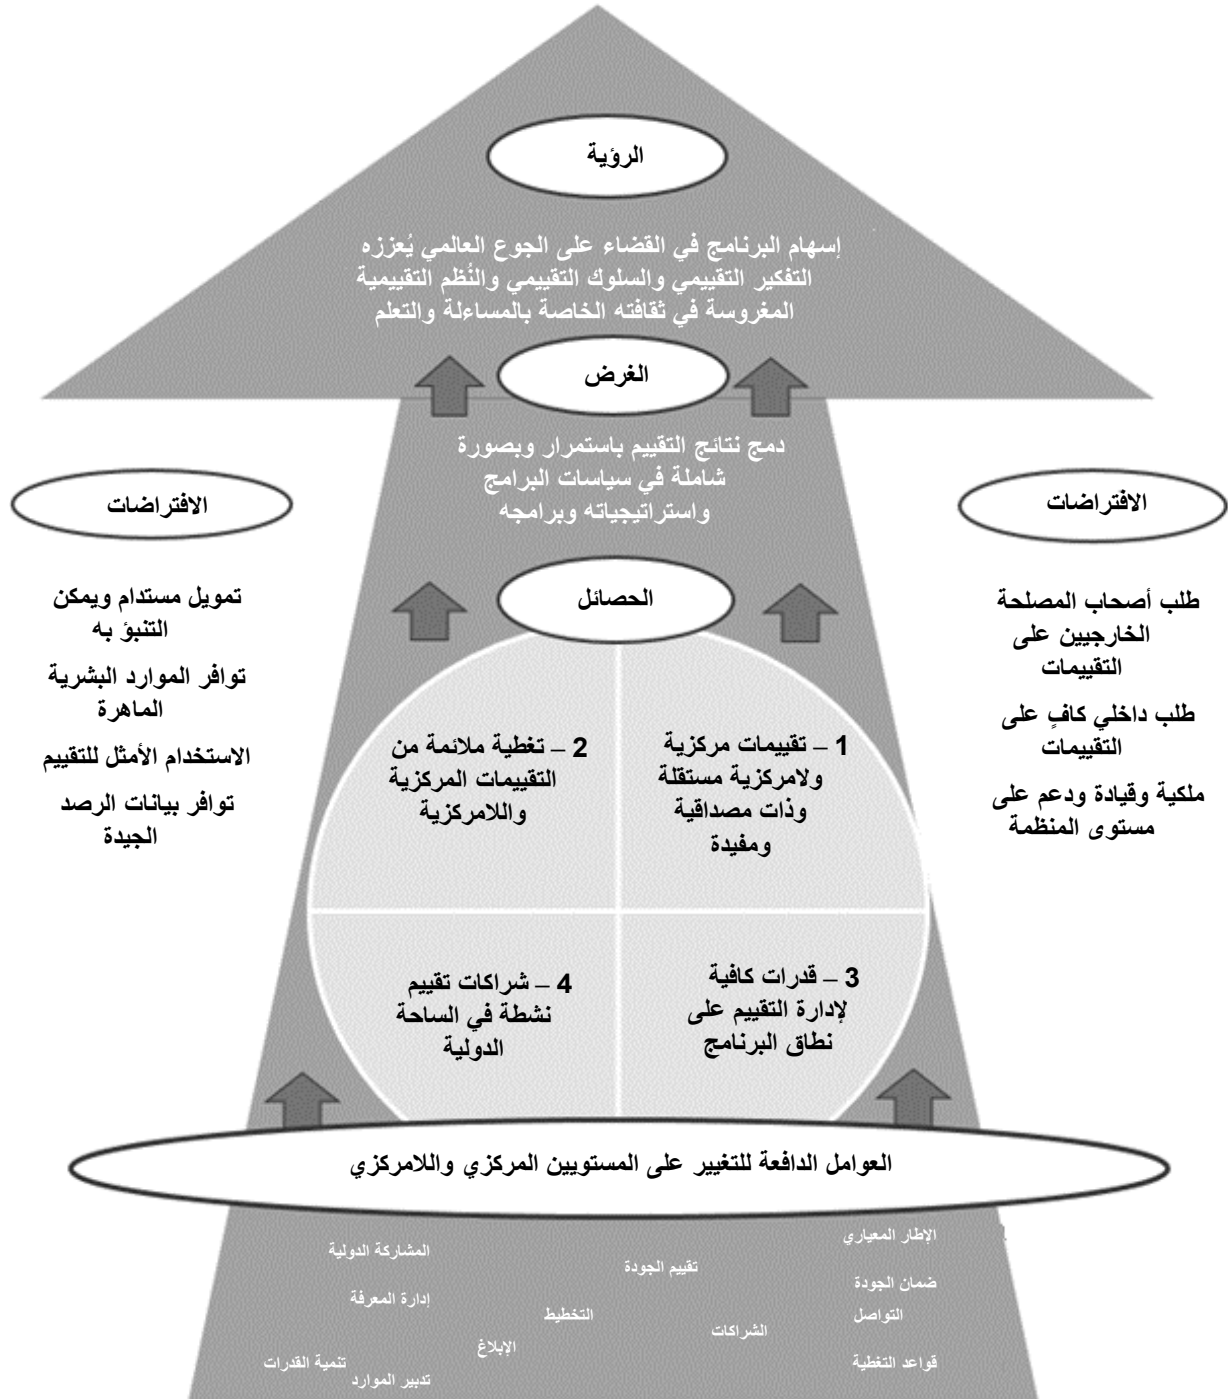 الرؤية
إسهام البرنامج في القضاء على الجوع العالمي يُعززه
التفكير التقييمي والسلوك التقييمي والنُظم التقييمية
المغروسة في ثقافته الخاصة بالمساءلة والتعلم
الغرض
دمج نتائج التقييم باستمرار وبصورة
شاملة في سياسات البرامج
واستراتيجياته وبرامجه
الافتراضات
طلب أصحاب المصلحة
الخارجيين على
التقييمات
طلب داخلي كافٍ على
التقييمات
ملكية وقيادة ودعم على
مستوى المنظمة
الافتراضات
تمويل مستدام ويمكن
التنبؤ به
توافر الموارد البشرية
الماهرة
الاستخدام الأمثل للتقييم
توافر بيانات الرصد
الجيدة
الحصائل
1 – تقييمات مركزية
ولامركزية مستقلة
وذات مصداقية
ومفيدة
2 – تغطية ملائمة من
التقييمات المركزية
واللامركزية
3 – قدرات كافية
لإدارة التقييم على
نطاق البرنامج
4 – شراكات تقييم
نشطة في الساحة
الدولية
العوامل الدافعة للتغيير على المستويين المركزي واللامركزي
الإطار المعياري
ضمان الجودة
التواصل
قواعد التغطية
تقييم الجودة
الشراكات
التخطيط
الإبلاغ
المشاركة الدولية
إدارة المعرفة
تنمية القدرات
تدبير الموارد